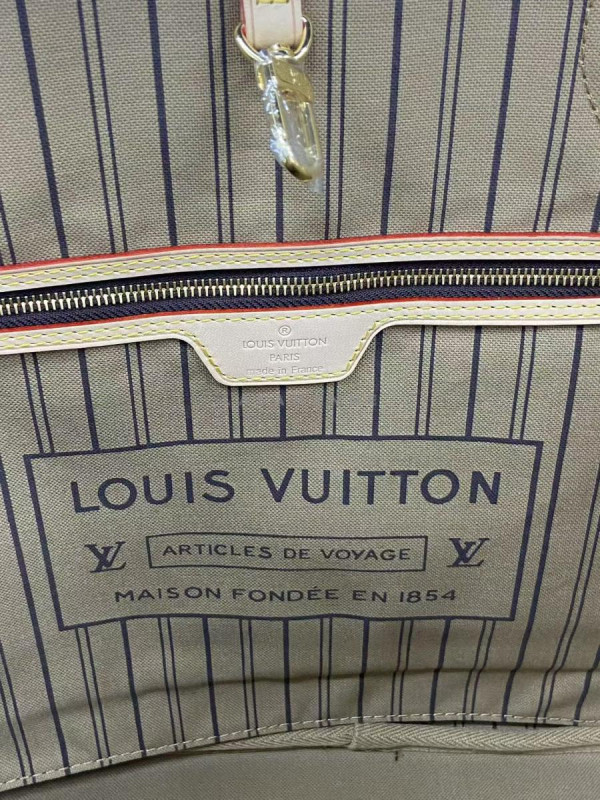 ®
LOUIS VUITTON
PARIS
made in France
LOUIS VUITTON
LV ARTICLES DE VOYAGE LV
MAISON FONDÉE EN 1854